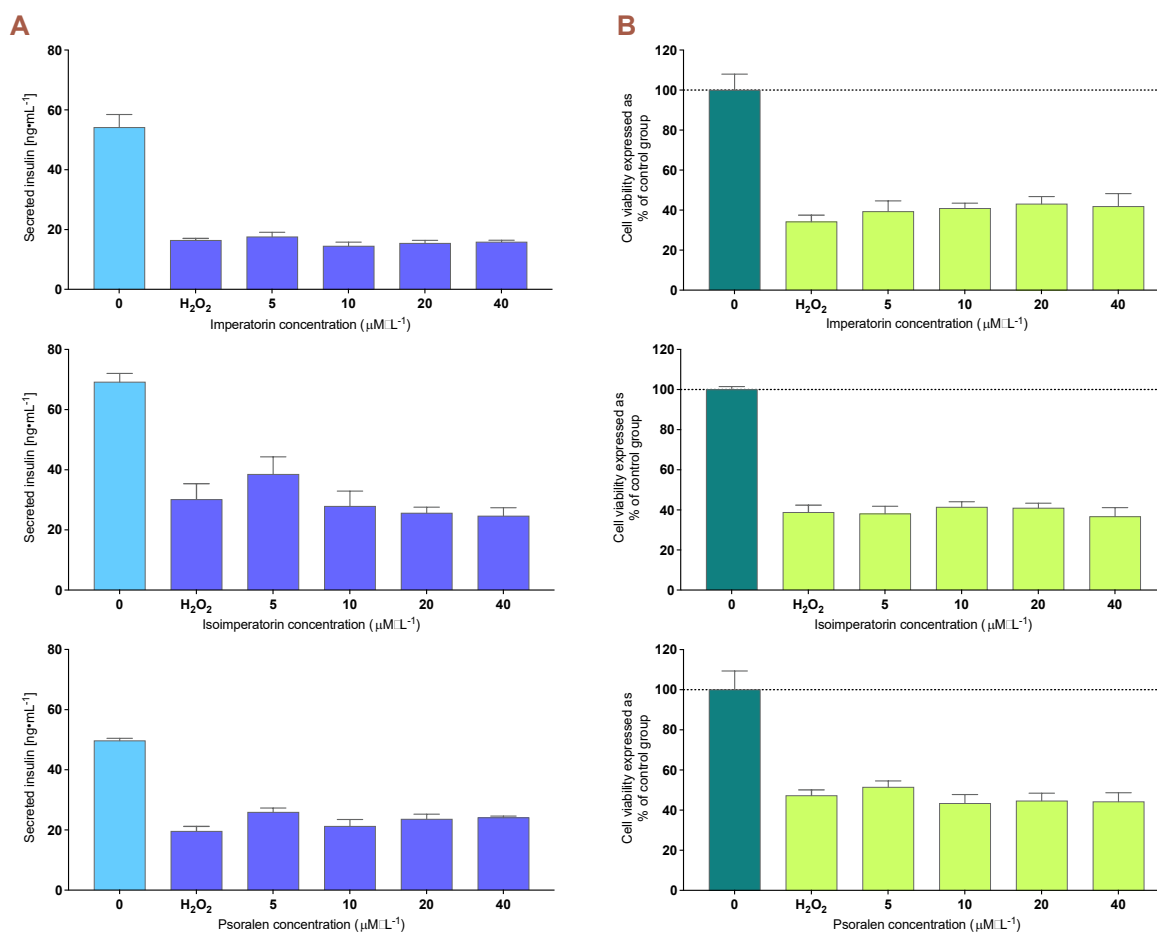 A
B
80
60
40
20
0
Secreted insulin [ng•mL⁻¹]
0 H₂O₂ 5 10 20 40
Imperatorin concentration (μM□L⁻¹)
120
100
80
60
40
20
0
Cell viability expressed as
% of control group
0 H₂O₂ 5 10 20 40
Imperatorin concentration (μM□L⁻¹)
80
60
40
20
0
Secreted insulin [ng•mL⁻¹]
0 H₂O₂ 5 10 20 40
Isoimperatorin concentration (μM□L⁻¹)
120
100
80
60
40
20
0
Cell viability expressed as
% of control group
0 H₂O₂ 5 10 20 40
Isoimperatorin concentration (μM□L⁻¹)
80
60
40
20
0
Secreted insulin [ng•mL⁻¹]
0 H₂O₂ 5 10 20 40
Psoralen concentration (μM□L⁻¹)
120
100
80
60
40
20
0
Cell viability expressed as
% of control group
0 H₂O₂ 5 10 20 40
Psoralen concentration (μM□L⁻¹)